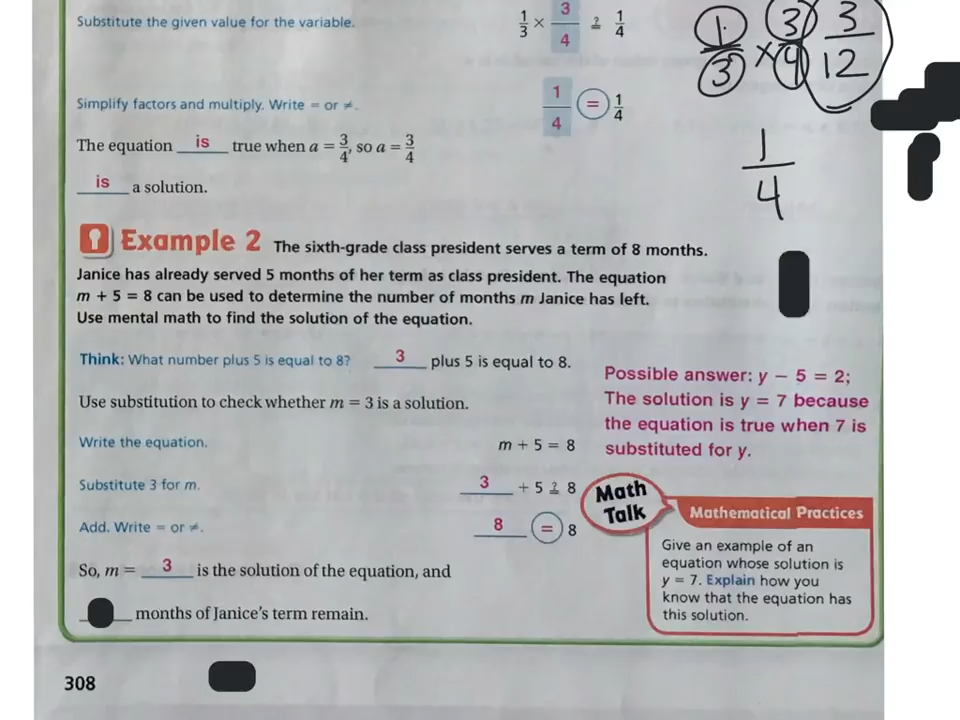 Substitute the given value for the variable.
1/3 × 3/4 ≟ 1/4
1/3 × 3/4 3/12
Simplify factors and multiply. Write = or ≠.
1/4 = 1/4
1/4
The equation is true when a = 3/4, so a = 3/4
is a solution.
Example 2 The sixth-grade class president serves a term of 8 months.
Janice has already served 5 months of her term as class president. The equation
m + 5 = 8 can be used to determine the number of months m Janice has left.
Use mental math to find the solution of the equation.
Think: What number plus 5 is equal to 8? 3 plus 5 is equal to 8.
Use substitution to check whether m = 3 is a solution.
Write the equation. m + 5 = 8
Substitute 3 for m. 3 + 5 ≟ 8
Add. Write = or ≠. 8 = 8
So, m = 3 is the solution of the equation, and
months of Janice's term remain.
Possible answer: y − 5 = 2;
The solution is y = 7 because
the equation is true when 7 is
substituted for y.
Math
Talk
Mathematical Practices
Give an example of an
equation whose solution is
y = 7. Explain how you
know that the equation has
this solution.
308